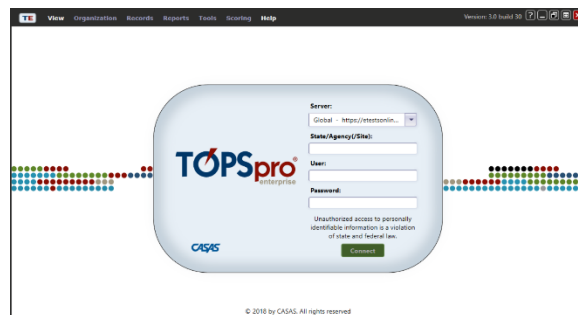 TE View Organization Records Reports Tools Scoring Help Version: 3.0 build 30 ?
Server:
Global - https://etestsonlin...
State/Agency(/Site):
User:
TOPSpro®
enterprise
Password:
Unauthorized access to personally
identifiable information is a violation
of state and federal law.
CASAS
Connect
© 2018 by CASAS. All rights reserved